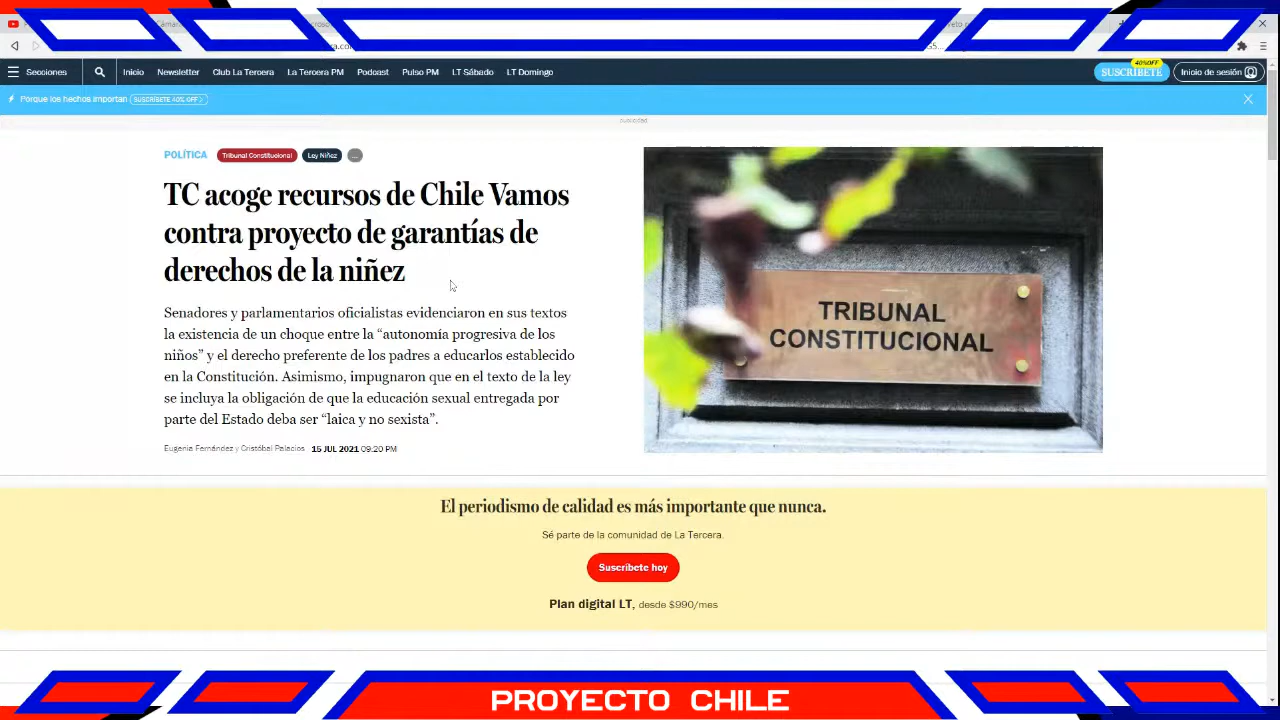 Secciones
Inicio
Newsletter
Club La Tercera
La Tercera PM
Podcast
Pulso PM
LT Sábado
LT Domingo
40%OFF
SUSCRÍBETE
Inicio de sesión
Porque los hechos importan
SUSCRÍBETE 40% OFF
PUBLICIDAD
POLÍTICA
Tribunal Constitucional
Ley Niñez
...
TC acoge recursos de Chile Vamos
contra proyecto de garantías de
derechos de la niñez
Senadores y parlamentarios oficialistas evidenciaron en sus textos
la existencia de un choque entre la “autonomía progresiva de los
niños” y el derecho preferente de los padres a educarlos establecido
en la Constitución. Asimismo, impugnaron que en el texto de la ley
se incluya la obligación de que la educación sexual entregada por
parte del Estado deba ser “laica y no sexista”.
Eugenia Fernández y Cristóbal Palacios 15 JUL 2021 09:20 PM
TRIBUNAL
CONSTITUCIONAL
El periodismo de calidad es más importante que nunca.
Sé parte de la comunidad de La Tercera.
Suscríbete hoy
Plan digital LT, desde $990/mes
PROYECTO CHILE